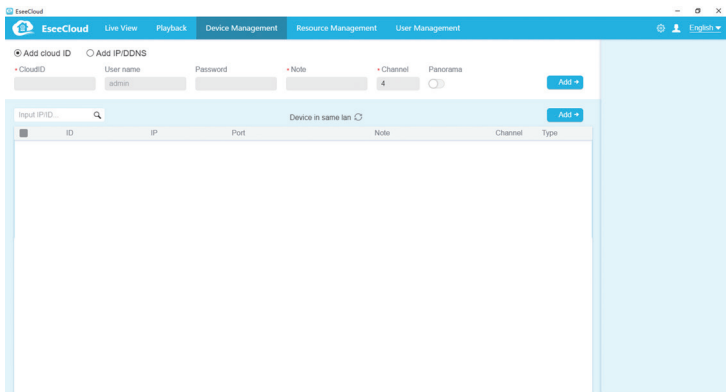 EseeCloud
EseeCloud Live View Playback Device Management Resource Management User Management English
Add cloud ID Add IP/DDNS
* CloudID User name Password * Note * Channel Panorama
admin 4 Add
Input IP/ID... Device in same lan Add
ID IP Port Note Channel Type